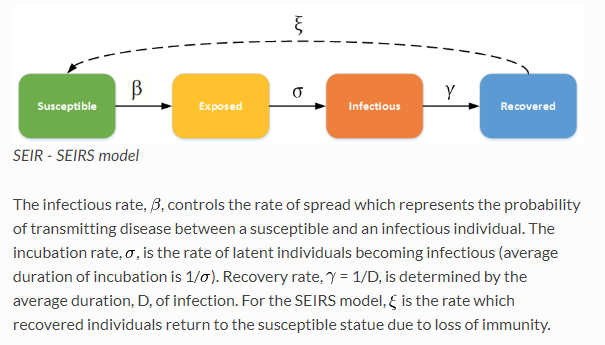 ξ
β
σ
γ
Susceptible
Exposed
Infectious
Recovered
SEIR - SEIRS model
The infectious rate, β, controls the rate of spread which represents the probability
of transmitting disease between a susceptible and an infectious individual. The
incubation rate, σ, is the rate of latent individuals becoming infectious (average
duration of incubation is 1/σ). Recovery rate, γ = 1/D, is determined by the
average duration, D, of infection. For the SEIRS model, ξ is the rate which
recovered individuals return to the susceptible statue due to loss of immunity.